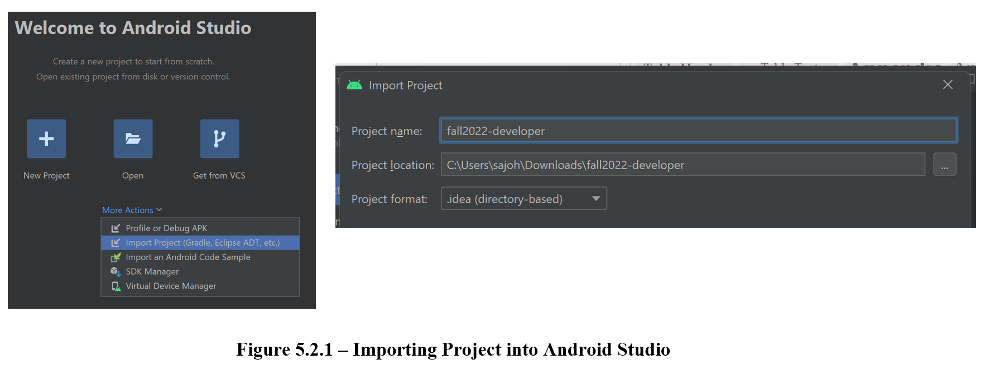 Welcome to Android Studio
Create a new project to start from scratch.
Open existing project from disk or version control.
New Project
Open
Get from VCS
More Actions
Profile or Debug APK
Import Project (Gradle, Eclipse ADT, etc.)
Import an Android Code Sample
SDK Manager
Virtual Device Manager
Import Project
Project name: fall2022-developer
Project location: C:\Users\sajoh\Downloads\fall2022-developer ...
Project format: .idea (directory-based)
Figure 5.2.1 – Importing Project into Android Studio